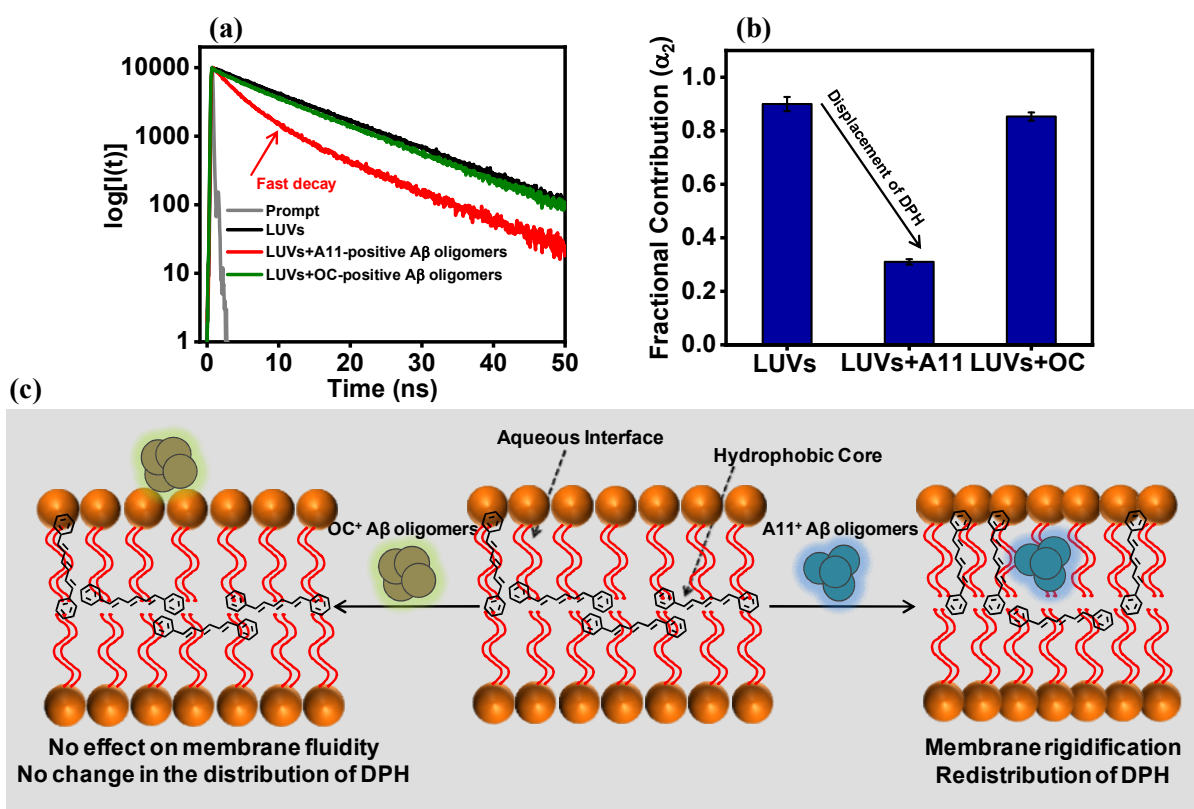 (a)
log[I(t)]
10000
1000
100
10
1
Fast decay
Prompt
LUVs
LUVs+A11-positive Aβ oligomers
LUVs+OC-positive Aβ oligomers
0 10 20 30 40 50
Time (ns)
(b)
Fractional Contribution (α₂)
1.0
0.8
0.6
0.4
0.2
0.0
Displacement of DPH
LUVs LUVs+A11 LUVs+OC
(c)
Aqueous Interface
Hydrophobic Core
OC⁺ Aβ oligomers
A11⁺ Aβ oligomers
No effect on membrane fluidity
No change in the distribution of DPH
Membrane rigidification
Redistribution of DPH